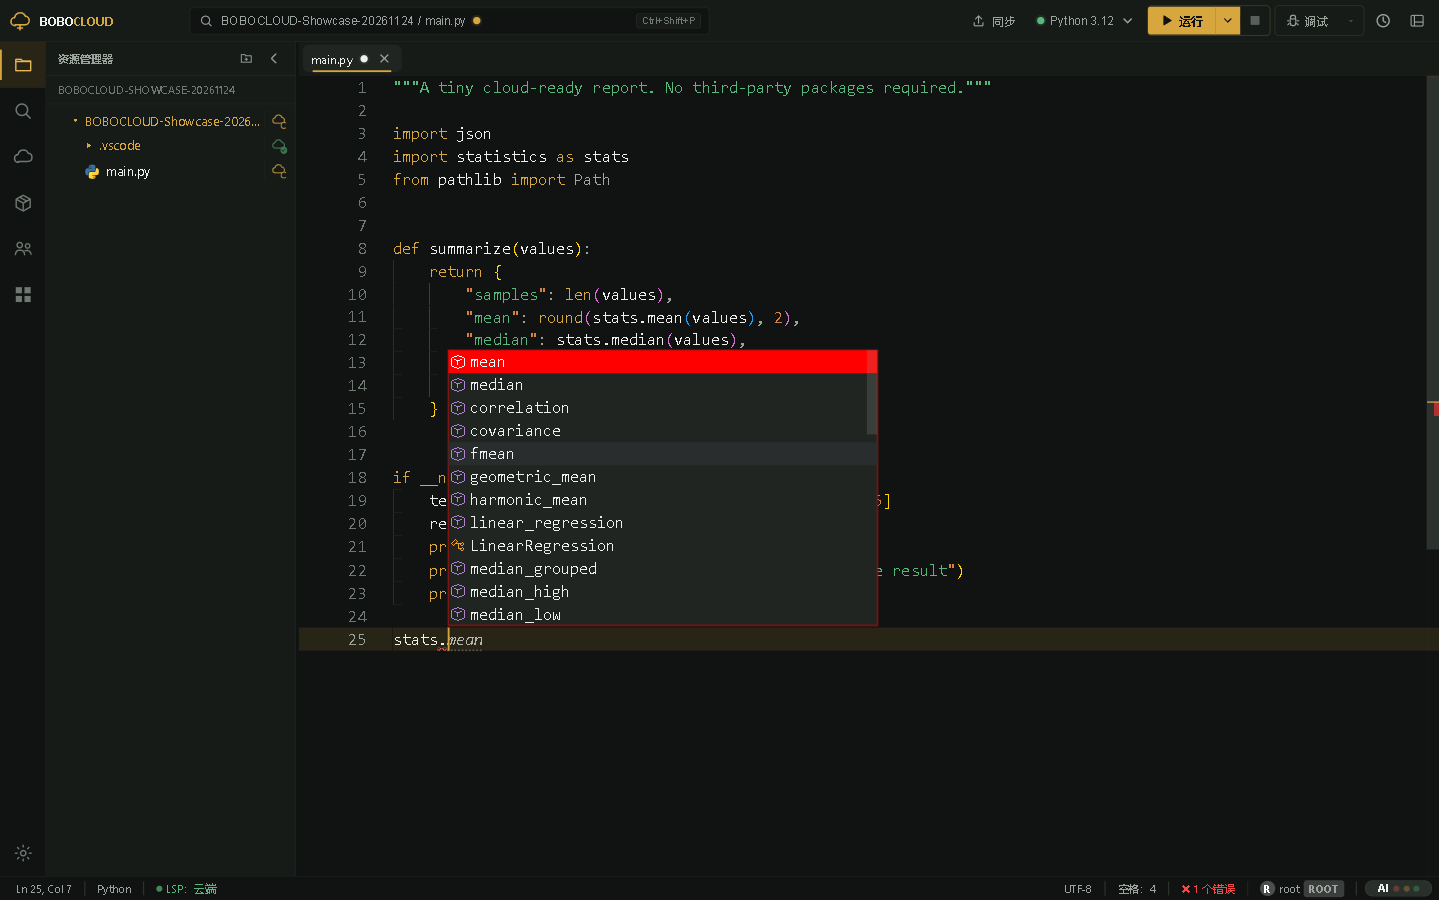 BOBOCLOUD
BOBOCLOUD-Showcase-20261124 / main.py
Ctrl+Shift+P
同步
Python 3.12
运行
调试
资源管理器
BOBOCLOUD-SHOWCASE-20261124
BOBOCLOUD-Showcase-2026...
.vscode
main.py
main.py
1 """A tiny cloud-ready report. No third-party packages required."""
2
3 import json
4 import statistics as stats
5 from pathlib import Path
6
7
8 def summarize(values):
9 return {
10 "samples": len(values),
11 "mean": round(stats.mean(values), 2),
12 "median": stats.median(values),
13
14
15 }
16
17
18 if __n
19 te ]
20 re
21 pr
22 pr e result")
23 pr
24
25 stats.mean
mean
median
correlation
covariance
fmean
geometric_mean
harmonic_mean
linear_regression
LinearRegression
median_grouped
median_high
median_low
Ln 25, Col 7
Python
LSP: 云端
UTF-8
空格: 4
1 个错误
R root ROOT
AI